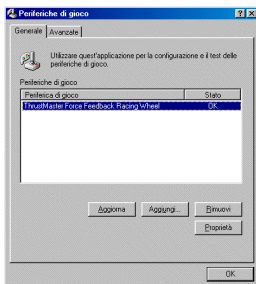 Periferiche di gioco
Generale Avanzate
Utilizzare quest'applicazione per la configurazione e il test delle
periferiche di gioco.
Periferiche di gioco
Periferica di gioco Stato
ThrustMaster Force Feedback Racing Wheel OK
Aggiorna Aggiungi... Rimuovi
Proprietà
OK